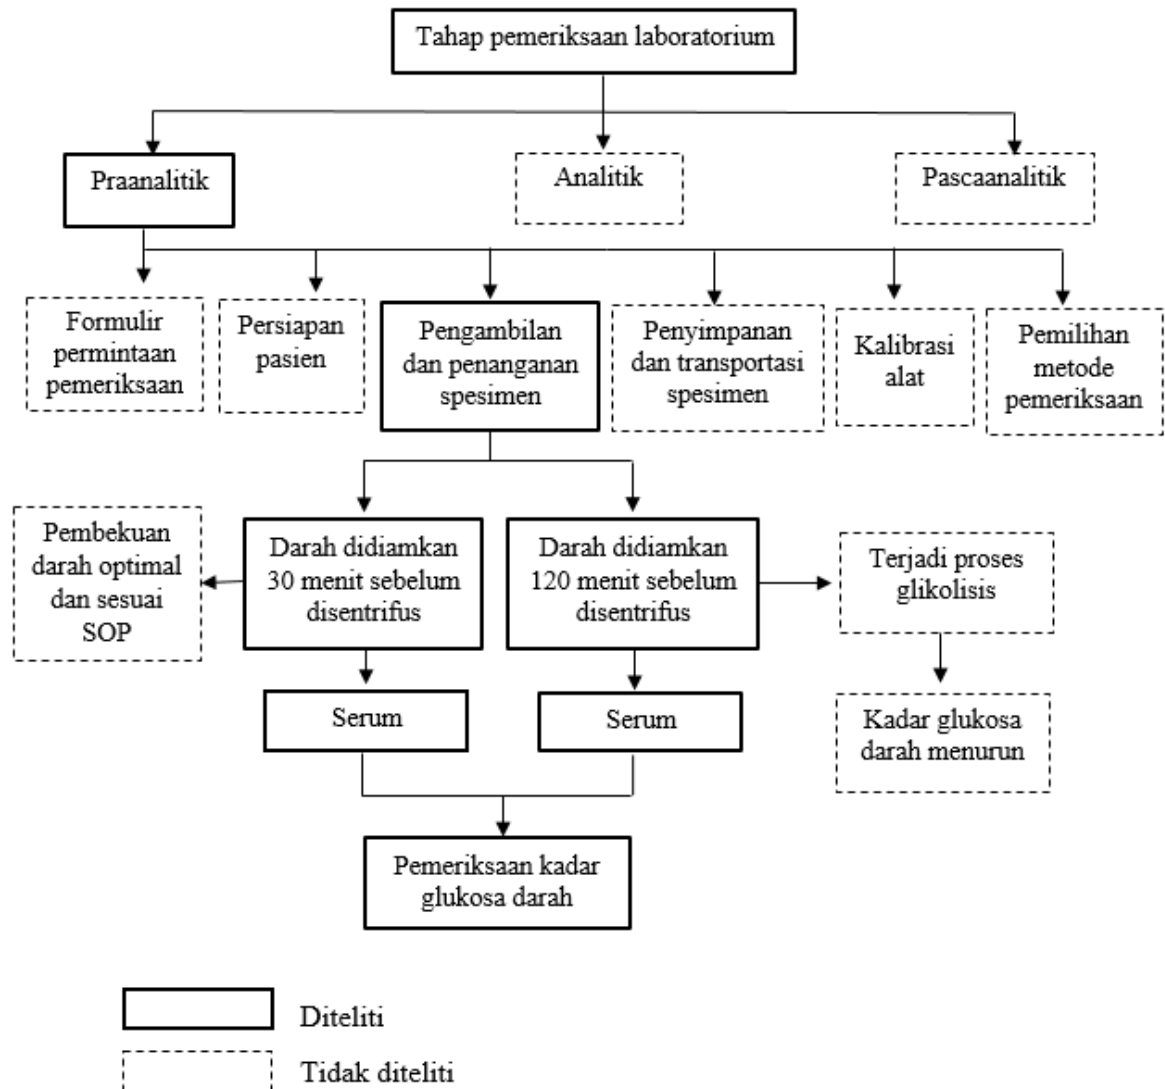 Tahap pemeriksaan laboratorium
Praanalitik
Analitik
Pascaanalitik
Formulir
permintaan
pemeriksaan
Persiapan
pasien
Pengambilan
dan penanganan
spesimen
Penyimpanan
dan transportasi
spesimen
Kalibrasi
alat
Pemilihan
metode
pemeriksaan
Pembekuan
darah optimal
dan sesuai
SOP
Darah didiamkan
30 menit sebelum
disentrifus
Darah didiamkan
120 menit sebelum
disentrifus
Terjadi proses
glikolisis
Serum
Serum
Kadar glukosa
darah menurun
Pemeriksaan kadar
glukosa darah
Diteliti
Tidak diteliti